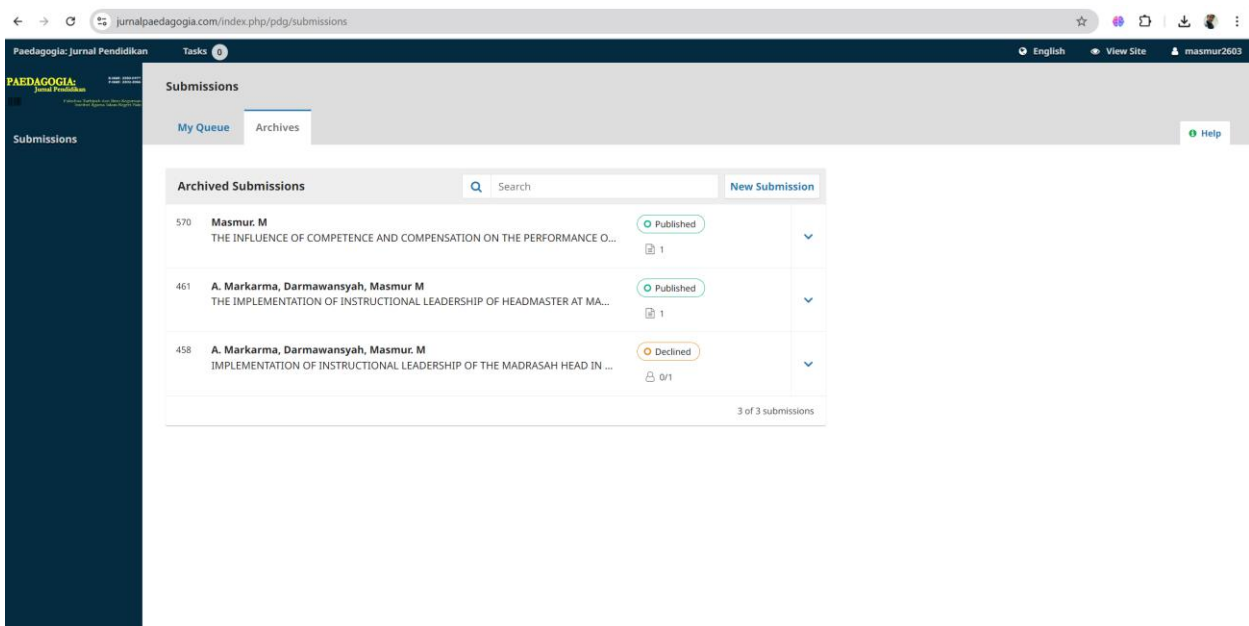 jurnalpaedagogia.com/index.php/pdg/submissions
Paedagogia: Jurnal Pendidikan
Tasks 0
English
View Site
masmur2603
PAEDAGOGIA:
Jurnal Pendidikan
Submissions
Submissions
My Queue
Archives
Help
Archived Submissions
Search
New Submission
570 Masmur. M
THE INFLUENCE OF COMPETENCE AND COMPENSATION ON THE PERFORMANCE O...
Published
1
461 A. Markarma, Darmawansyah, Masmur M
THE IMPLEMENTATION OF INSTRUCTIONAL LEADERSHIP OF HEADMASTER AT MA...
Published
1
458 A. Markarma, Darmawansyah, Masmur. M
IMPLEMENTATION OF INSTRUCTIONAL LEADERSHIP OF THE MADRASAH HEAD IN ...
Declined
0/1
3 of 3 submissions